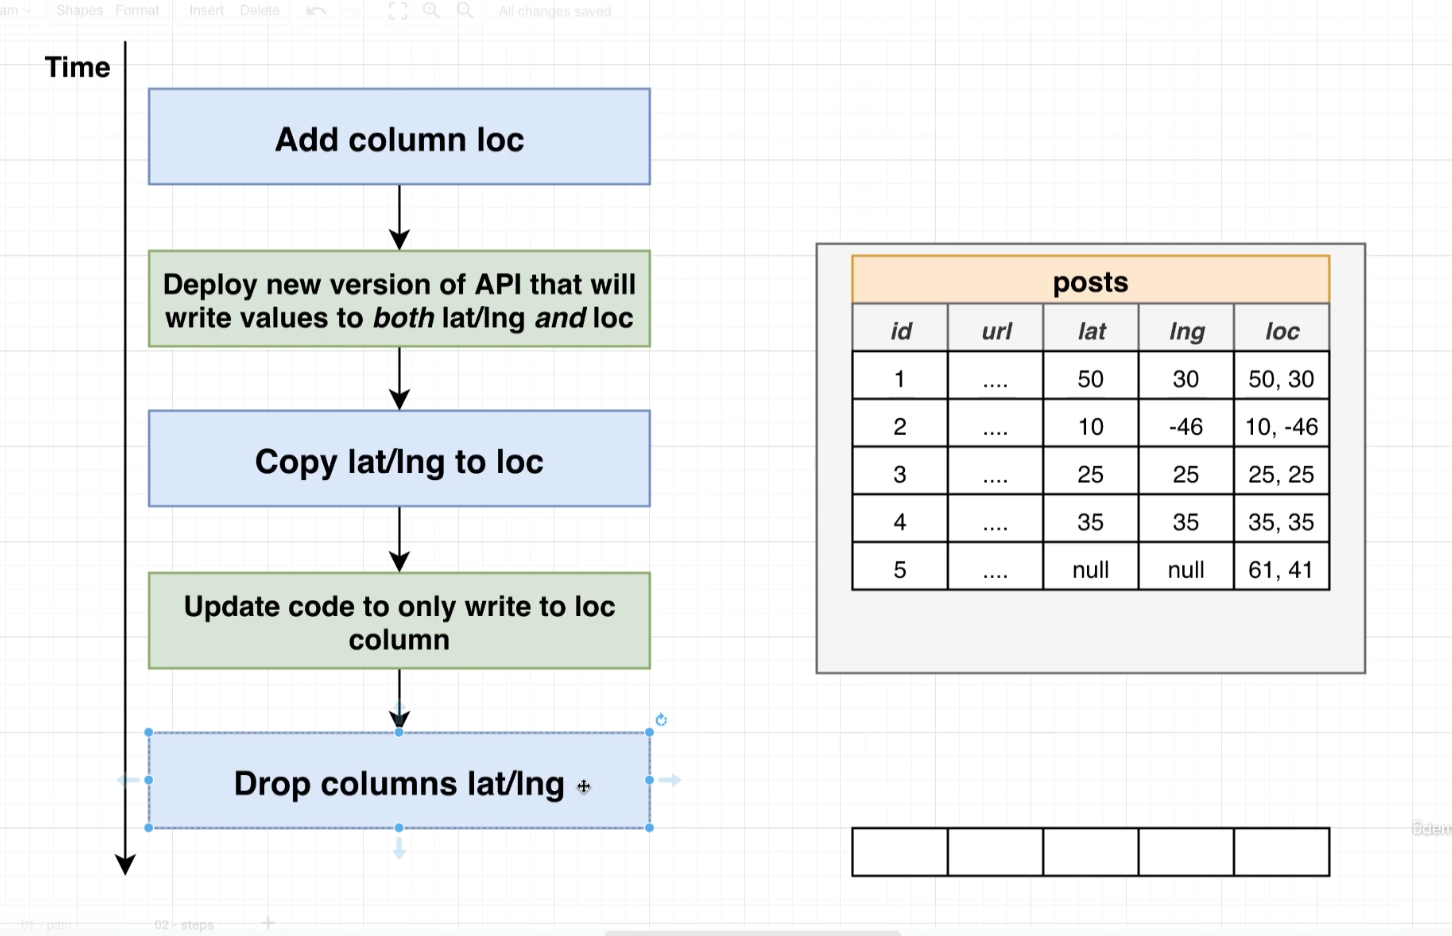 Shapes Format Insert Delete All changes saved
Time
Add column loc
Deploy new version of API that will
write values to both lat/lng and loc
Copy lat/lng to loc
Update code to only write to loc
column
Drop columns lat/lng
posts
id url lat lng loc
1 .... 50 30 50, 30
2 .... 10 -46 10, -46
3 .... 25 25 25, 25
4 .... 35 35 35, 35
5 .... null null 61, 41
01 - path 02 - steps